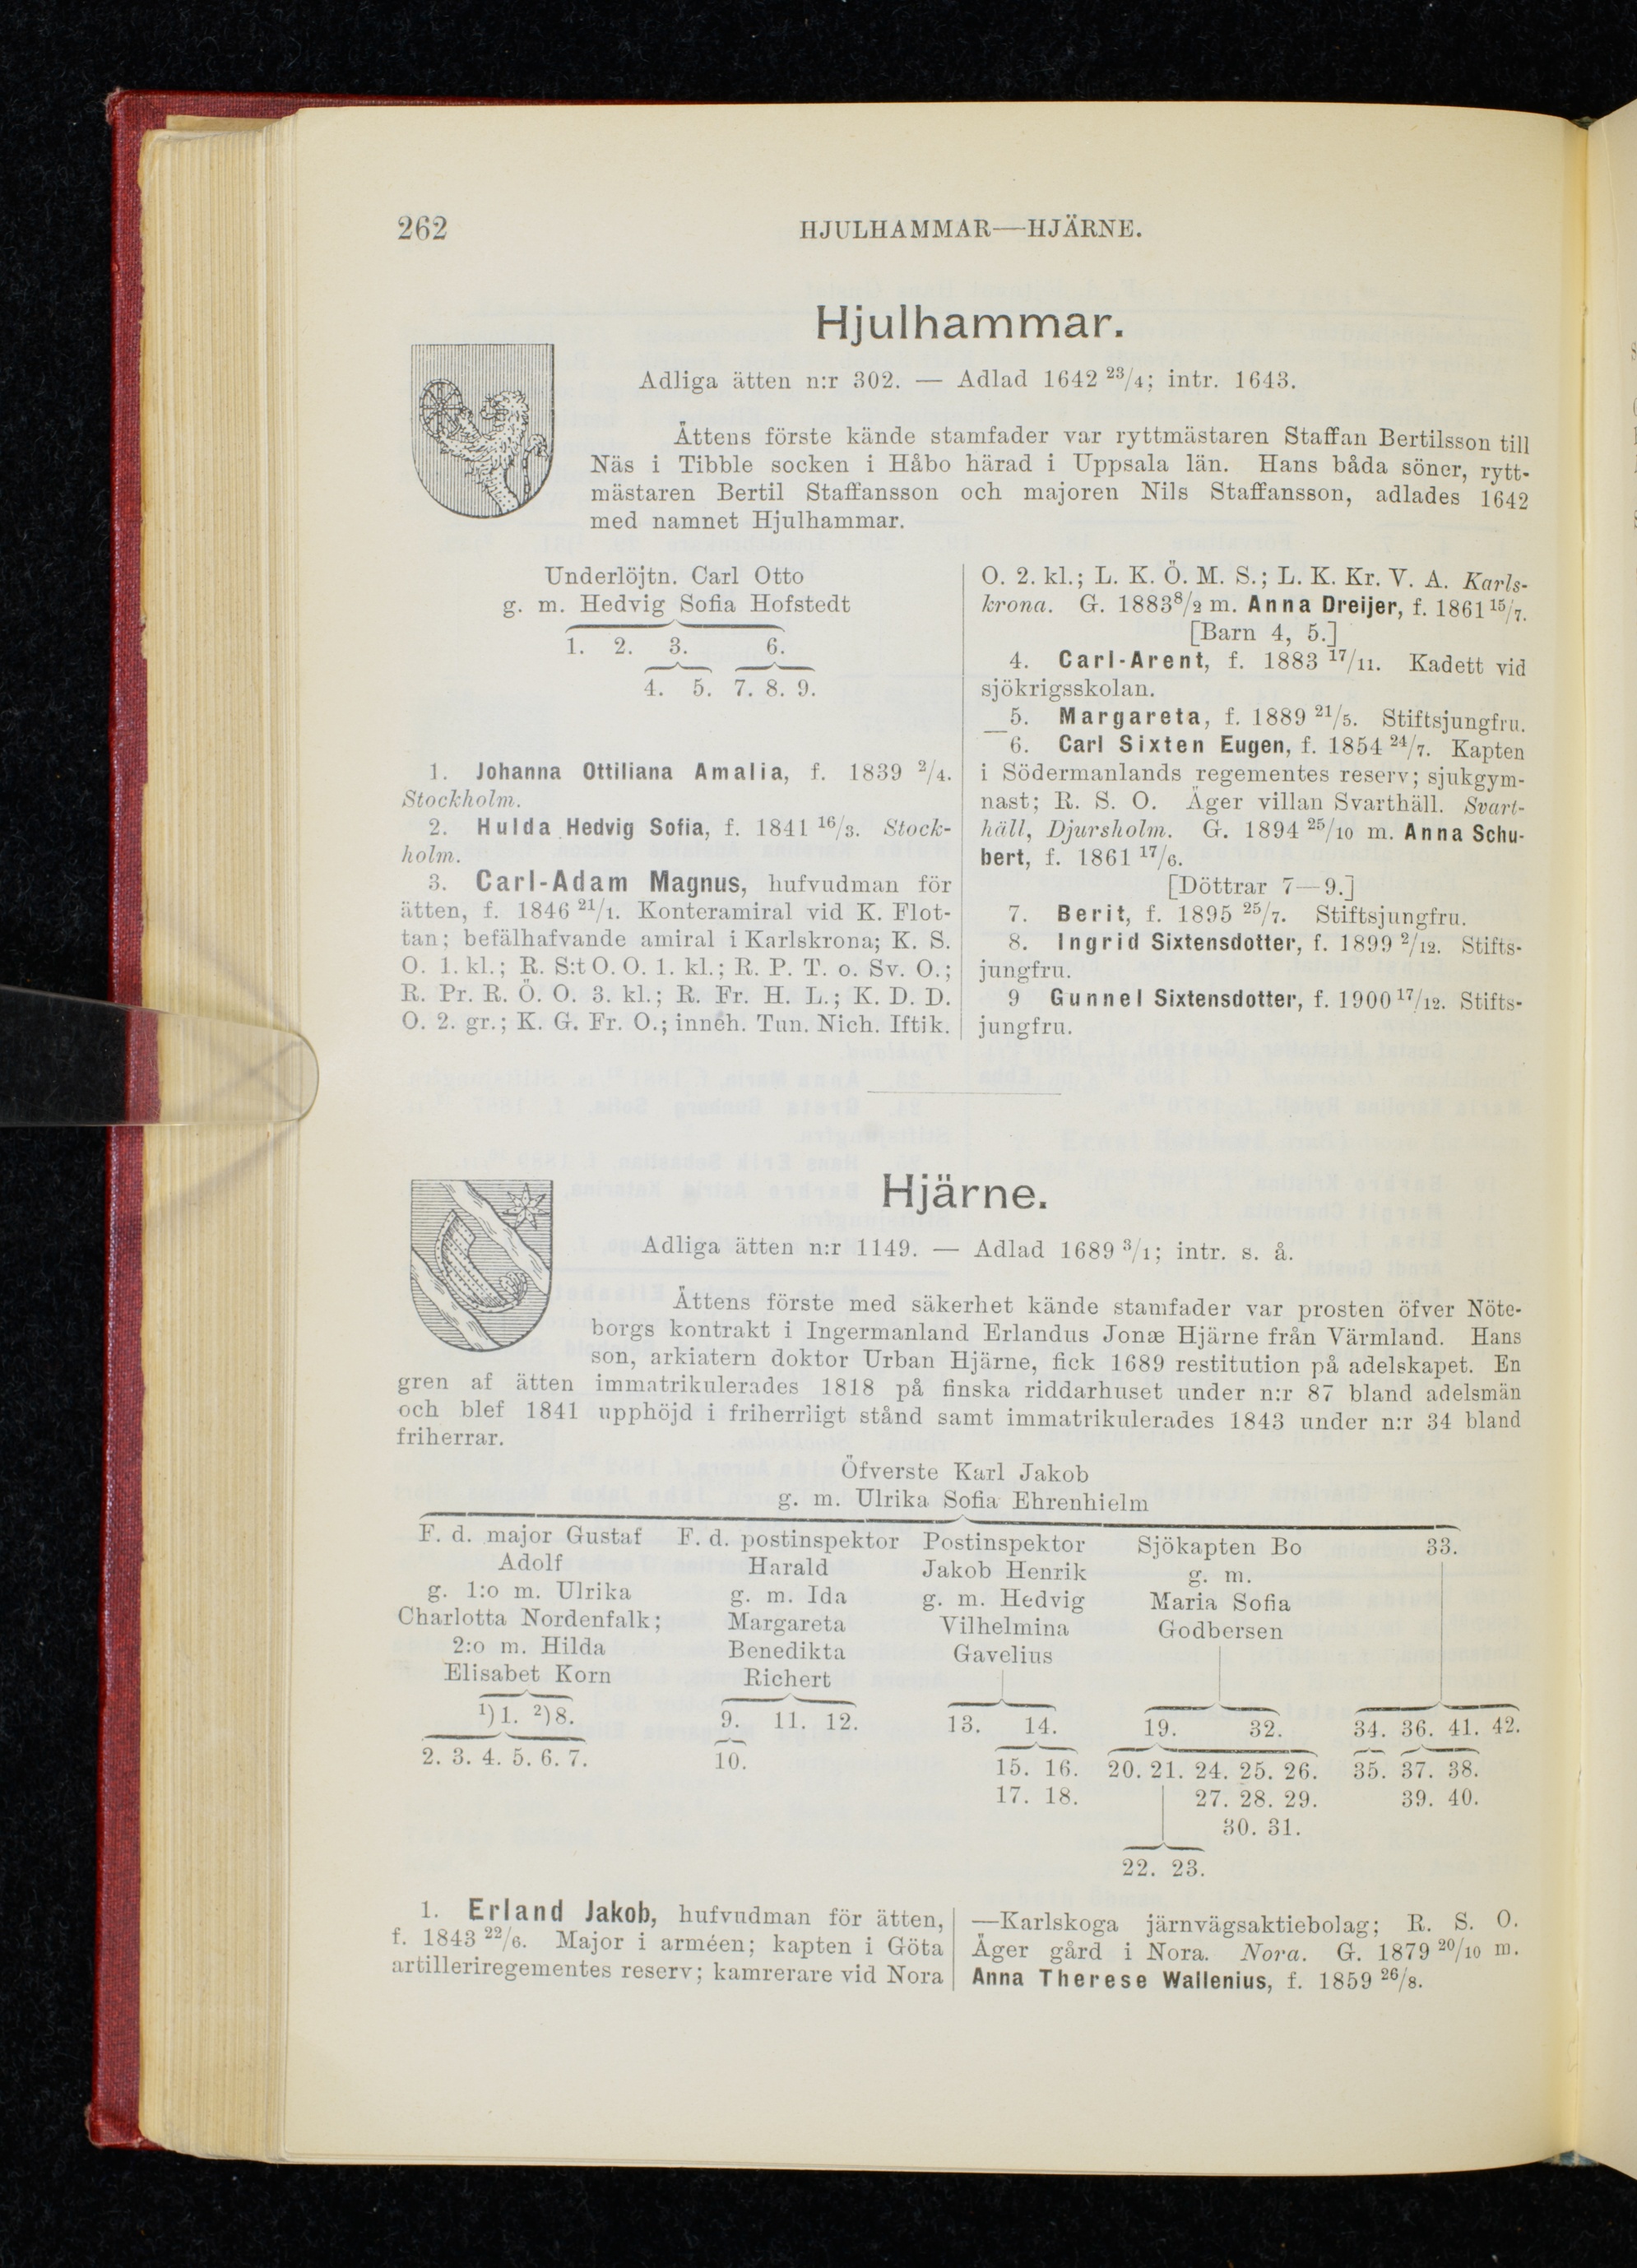 262
HJULHAMMAR—HJÄRNE.
Hjulhammar.
Adliga ätten n:r 302. — Adlad 1642 23/4; intr. 1643.
Ättens förste kände stamfader var ryttmästaren Staffan Bertilsson till
Näs i Tibble socken i Håbo härad i Uppsala län. Hans båda söner, rytt-
mästaren Bertil Staffansson och majoren Nils Staffansson, adlades 1642
med namnet Hjulhammar.
Underlöjtn. Carl Otto
g. m. Hedvig Sofia Hofstedt
1. 2. 3. 6.
4. 5. 7. 8. 9.
1. Johanna Ottiliana Amalia, f. 1839 2/4.
Stockholm.
2. Hulda Hedvig Sofia, f. 1841 16/3. Stock-
holm.
3. Carl-Adam Magnus, hufvudman för
ätten, f. 1846 21/1. Konteramiral vid K. Flot-
tan; befälhafvande amiral i Karlskrona; K. S.
O. 1. kl.; R. S:t O. O. 1. kl.; R. P. T. o. Sv. O.;
R. Pr. R. Ö. O. 3. kl.; R. Fr. H. L.; K. D. D.
O. 2. gr.; K. G. Fr. O.; inneh. Tun. Nich. Iftik.
O. 2. kl.; L. K. Ö. M. S.; L. K. Kr. V. A. Karls-
krona. G. 1883 8/2 m. Anna Dreijer, f. 1861 15/7.
[Barn 4, 5.]
4. Carl-Arent, f. 1883 17/11. Kadett vid
sjökrigsskolan.
5. Margareta, f. 1889 21/5. Stiftsjungfru.
6. Carl Sixten Eugen, f. 1854 24/7. Kapten
i Södermanlands regementes reserv; sjukgym-
nast; R. S. O. Äger villan Svarthäll. Svart-
häll, Djursholm. G. 1894 25/10 m. Anna Schu-
bert, f. 1861 17/6.
[Döttrar 7—9.]
7. Berit, f. 1895 25/7. Stiftsjungfru.
8. Ingrid Sixtensdotter, f. 1899 2/12. Stifts-
jungfru.
9 Gunnel Sixtensdotter, f. 1900 17/12. Stifts-
jungfru.
Hjärne.
Adliga ätten n:r 1149. — Adlad 1689 3/1; intr. s. å.
Ättens förste med säkerhet kände stamfader var prosten öfver Nöte-
borgs kontrakt i Ingermanland Erlandus Jonæ Hjärne från Värmland. Hans
son, arkiatern doktor Urban Hjärne, fick 1689 restitution på adelskapet. En
gren af ätten immatrikulerades 1818 på finska riddarhuset under n:r 87 bland adelsmän
och blef 1841 upphöjd i friherrligt stånd samt immatrikulerades 1843 under n:r 34 bland
friherrar.
Öfverste Karl Jakob
g. m. Ulrika Sofia Ehrenhielm
F. d. major Gustaf
Adolf
g. 1:o m. Ulrika
Charlotta Nordenfalk;
2:o m. Hilda
Elisabet Korn
1) 1. 2) 8.
2. 3. 4. 5. 6. 7.
F. d. postinspektor
Harald
g. m. Ida
Margareta
Benedikta
Richert
9. 11. 12.
10.
Postinspektor
Jakob Henrik
g. m. Hedvig
Vilhelmina
Gavelius
13. 14.
15. 16.
17. 18.
Sjökapten Bo
g. m.
Maria Sofia
Godbersen
19. 32.
20. 21. 24. 25. 26.
27. 28. 29.
30. 31.
22. 23.
33.
34. 36. 41. 42.
35. 37. 38.
39. 40.
1. Erland Jakob, hufvudman för ätten,
f. 1843 22/6. Major i arméen; kapten i Göta
artilleriregementes reserv; kamrerare vid Nora
—Karlskoga järnvägsaktiebolag; R. S. O.
Äger gård i Nora. Nora. G. 1879 20/10 m.
Anna Therese Wallenius, f. 1859 26/8.